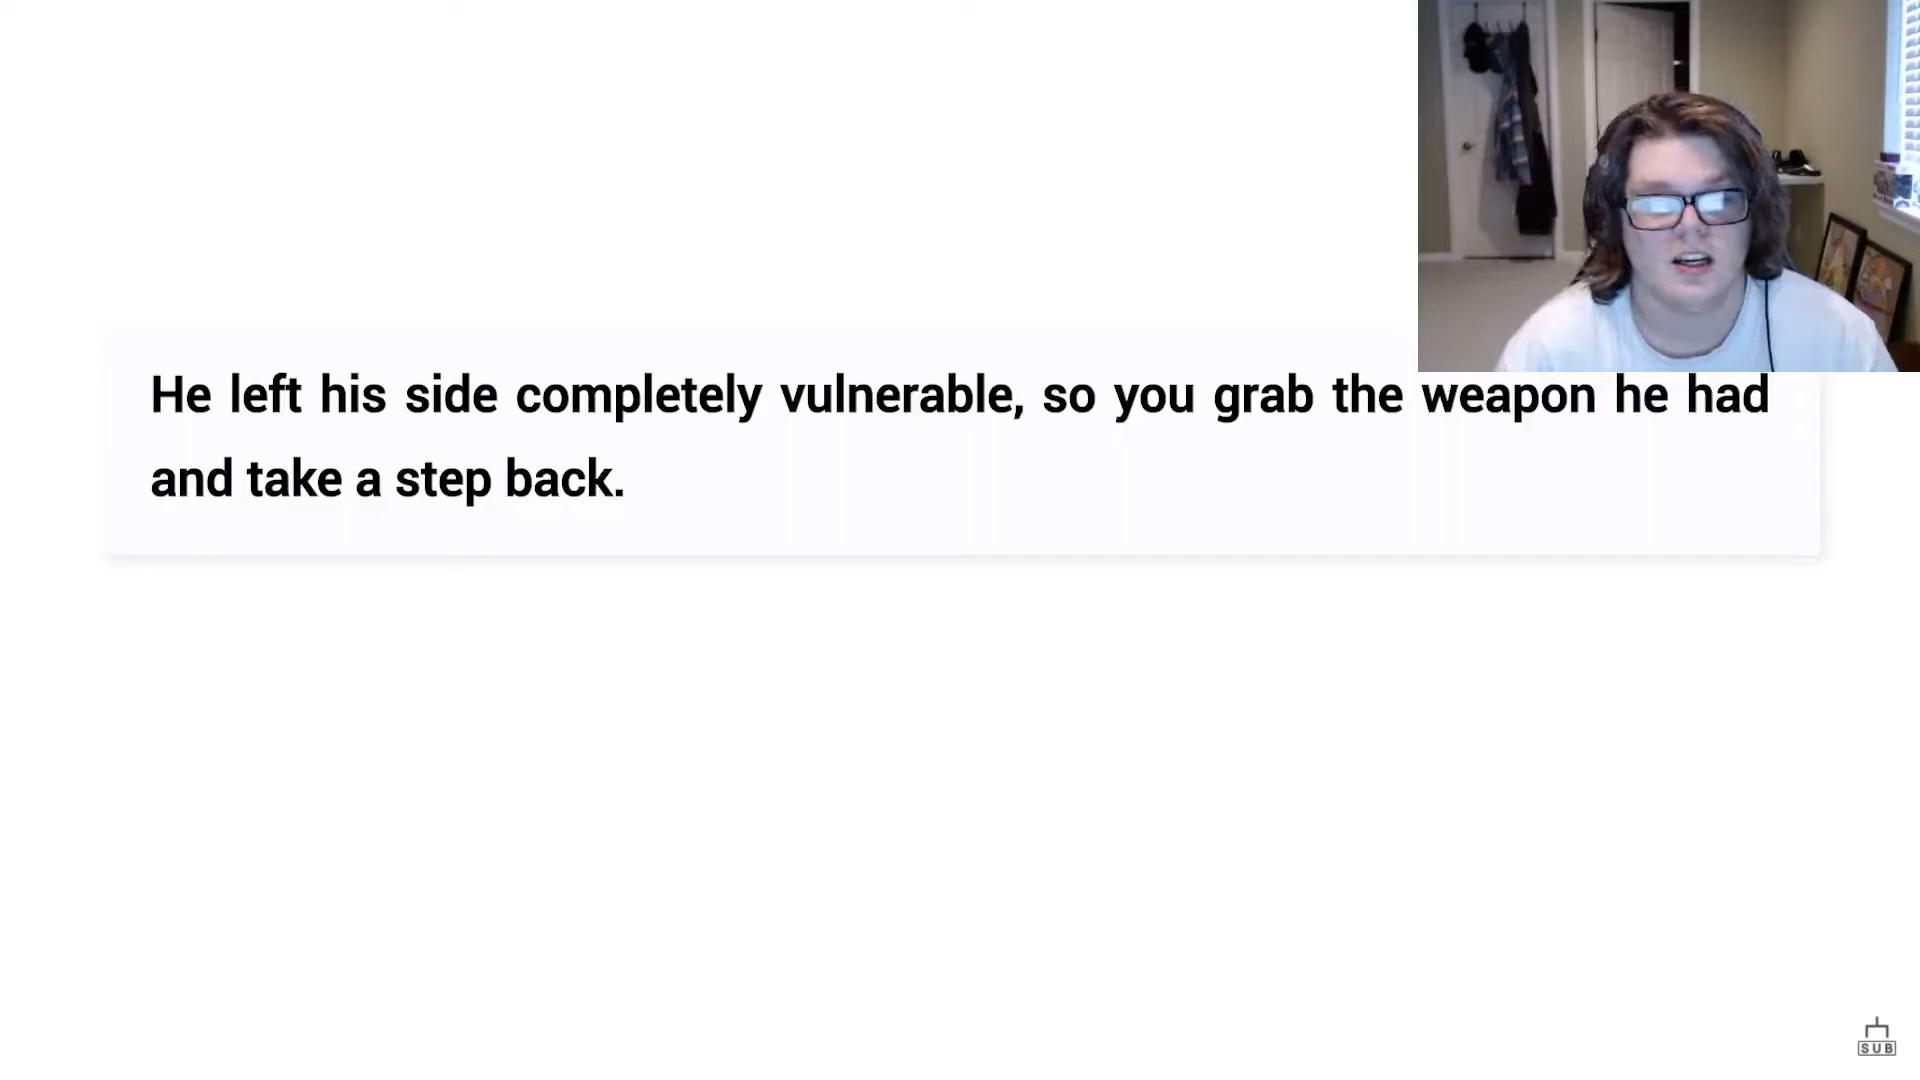 He left his side completely vulnerable, so you grab the weapon he had
and take a step back.
SUB